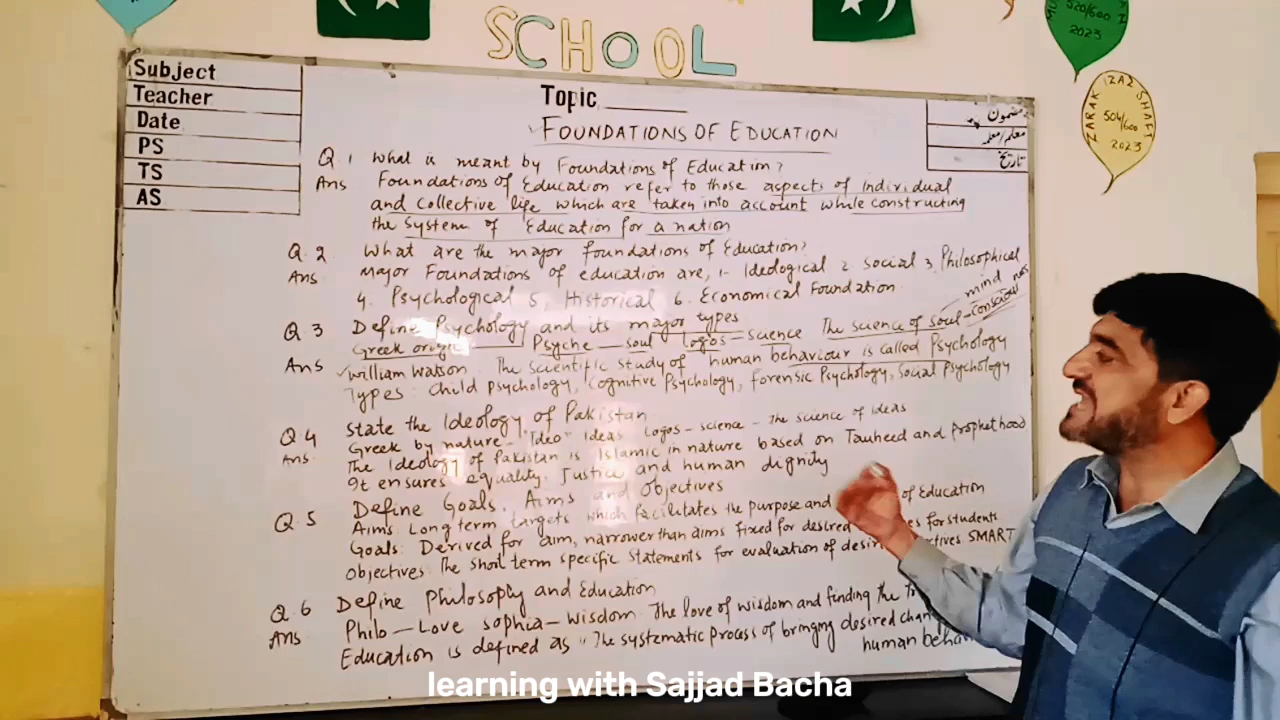 SCHOOL
520/600
2023
ZARAK IZAZ SHAFT
504/600
2023
Subject
Teacher
Date
PS
TS
AS
Topic
مضمون
معلم/معلمہ
تاریخ
FOUNDATIONS OF EDUCATION
Q.1 What is meant by Foundations of Education?
Ans Foundations of Education refer to those aspects of individual
and collective life which are taken into account while constructing
the System of Education for a nation
Q.2 What are the major foundations of Education?
Ans Major Foundations of education are, 1- Ideological 2. Social 3. Philosophical
4. Psychological 5. Historical 6. Economical Foundation
Q 3 Define Psychology and its major types
Greek origin Psyche — soul logos - science The science of soul - mind not conscious
Ans William Watson. The scientific study of human behaviour is called Psychology
Types: Child psychology, Cognitive Psychology, forensic Psychology, Social Psychology
Q4 State the Ideology of Pakistan
Greek by nature - "Ideo" Ideas Logos - science - The science of ideas
Ans. The Ideology of Pakistan is Islamic in nature based on Tauheed and Prophethood
It ensures equality, Justice and human dignity
Q.5 Define Goals, Aims and Objectives
Aims: Long term targets which facilitates the purpose and of Education
Goals: Derived for aim, narrower than aims fixed for desired for students
Objectives: The short term specific statements for evaluation of SMART
Q 6 Define Philosophy and Education
Ans Philo — Love sophia — wisdom. The love of wisdom and finding the
Education is defined as "The systematic process of bringing desired
human
learning with Sajjad Bacha